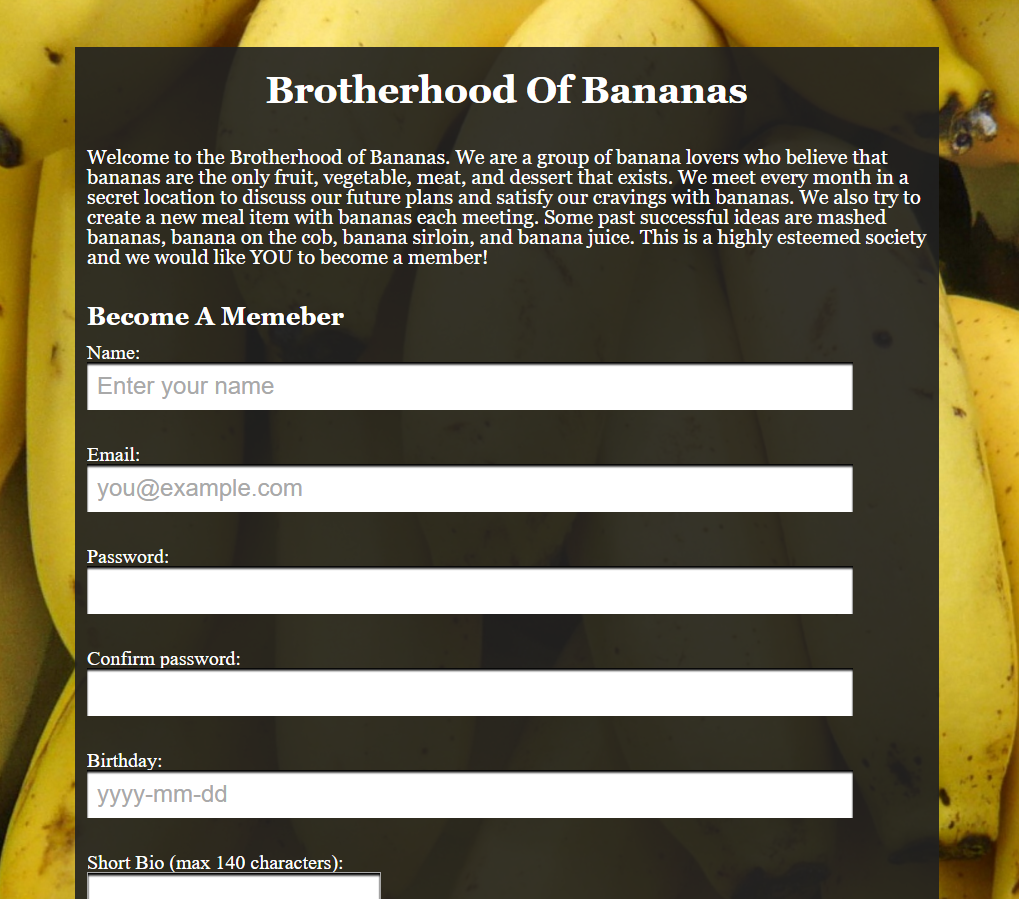 Brotherhood Of Bananas
Welcome to the Brotherhood of Bananas. We are a group of banana lovers who believe that
bananas are the only fruit, vegetable, meat, and dessert that exists. We meet every month in a
secret location to discuss our future plans and satisfy our cravings with bananas. We also try to
create a new meal item with bananas each meeting. Some past successful ideas are mashed
bananas, banana on the cob, banana sirloin, and banana juice. This is a highly esteemed society
and we would like YOU to become a member!
Become A Memeber
Name:
Enter your name
Email:
you@example.com
Password:
Confirm password:
Birthday:
yyyy-mm-dd
Short Bio (max 140 characters):